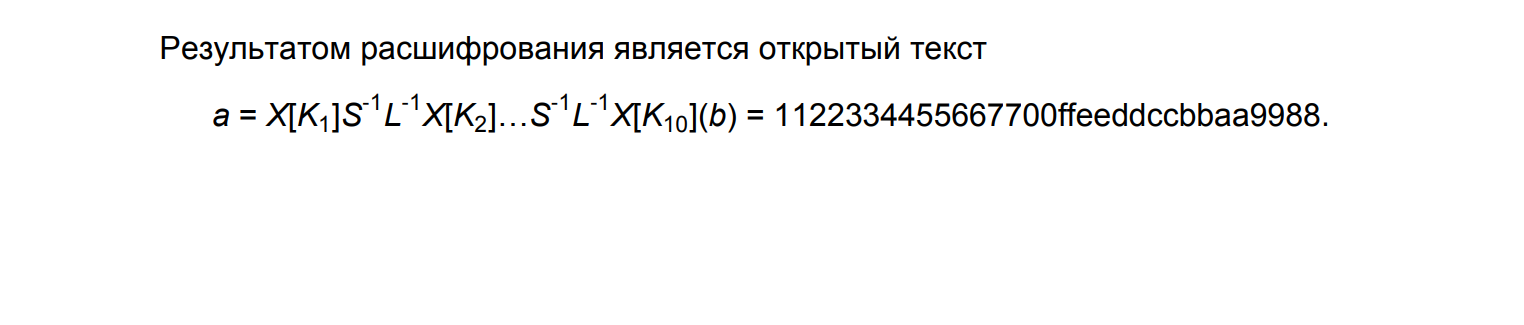 Результатом расшифрования является открытый текст
a = X[K₁]S⁻¹L⁻¹X[K₂]…S⁻¹L⁻¹X[K₁₀](b) = 1122334455667700ffeeddccbbaa9988.